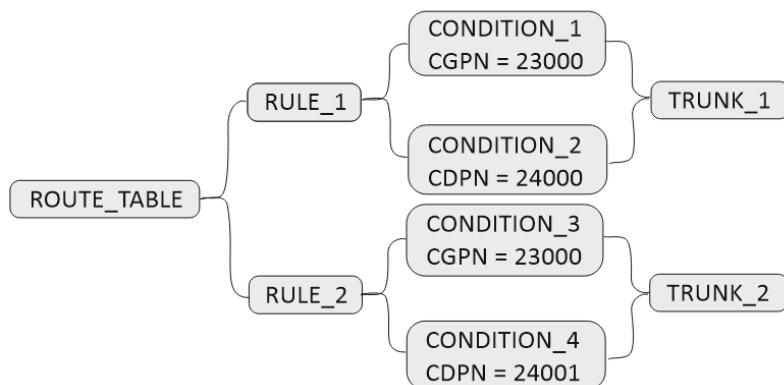 CONDITION_1
CGPN = 23000
RULE_1
TRUNK_1
CONDITION_2
CDPN = 24000
ROUTE_TABLE
CONDITION_3
CGPN = 23000
RULE_2
TRUNK_2
CONDITION_4
CDPN = 24001